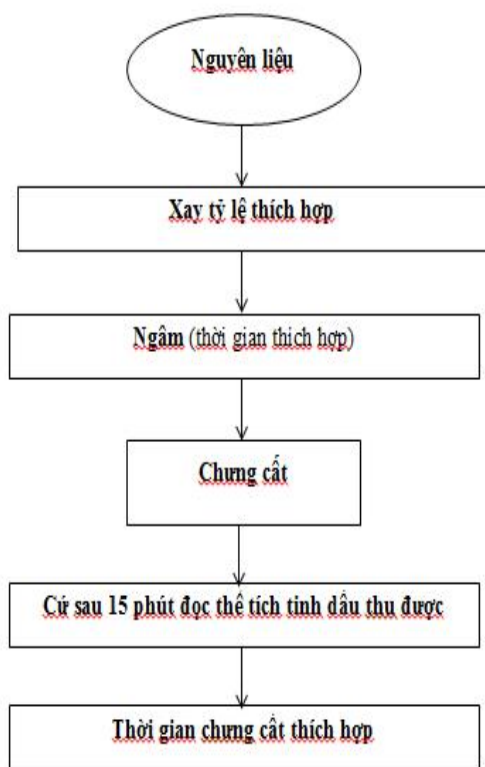 Nguyên liệu
Xay tỷ lệ thích hợp
Ngâm (thời gian thích hợp)
Chưng cất
Cứ sau 15 phút đọc thể tích tinh dầu thu được
Thời gian chưng cất thích hợp